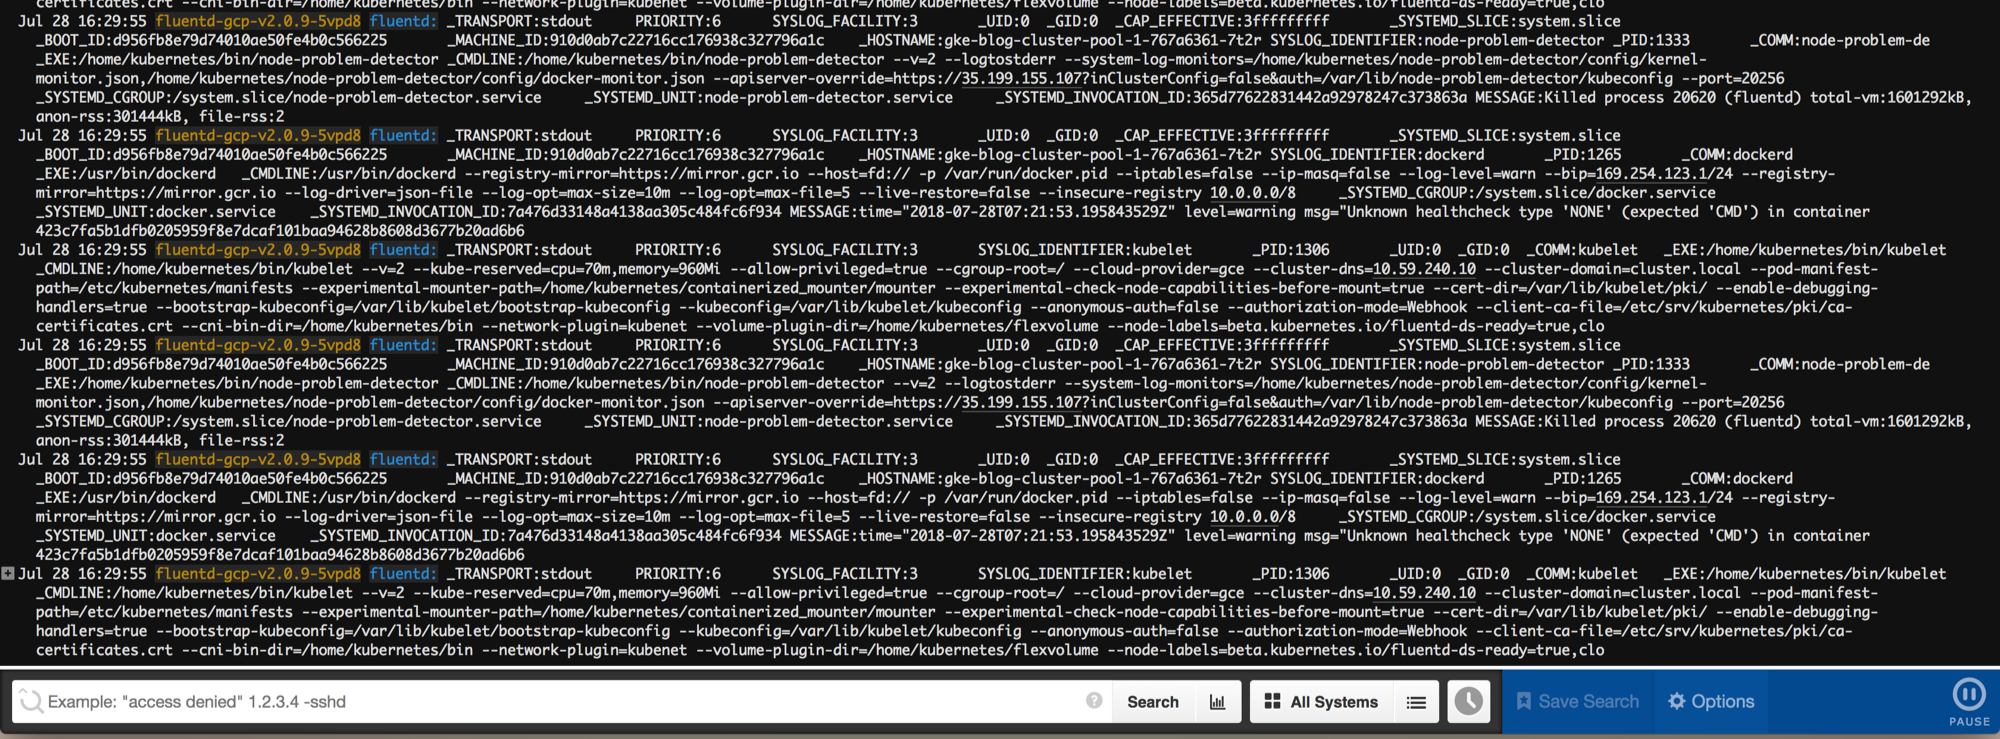 certificates.crt --cni-bin-dir=/home/kubernetes/bin --network-plugin=kubenet --volume-plugin-dir=/home/kubernetes/flexvolume --node-labels=beta.kubernetes.io/fluentd-ds-ready=true,clo
Jul 28 16:29:55 fluentd-gcp-v2.0.9-5vpd8 fluentd: _TRANSPORT:stdout PRIORITY:6 SYSLOG_FACILITY:3 _UID:0 _GID:0 _CAP_EFFECTIVE:3fffffffff _SYSTEMD_SLICE:system.slice
_BOOT_ID:d956fb8e79d74010ae50fe4b0c566225 _MACHINE_ID:910d0ab7c22716cc176938c327796a1c _HOSTNAME:gke-blog-cluster-pool-1-767a6361-7t2r SYSLOG_IDENTIFIER:node-problem-detector _PID:1333 _COMM:node-problem-de
_EXE:/home/kubernetes/bin/node-problem-detector _CMDLINE:/home/kubernetes/bin/node-problem-detector --v=2 --logtostderr --system-log-monitors=/home/kubernetes/node-problem-detector/config/kernel-
monitor.json,/home/kubernetes/node-problem-detector/config/docker-monitor.json --apiserver-override=https://35.199.155.107?inClusterConfig=false&auth=/var/lib/node-problem-detector/kubeconfig --port=20256
_SYSTEMD_CGROUP:/system.slice/node-problem-detector.service _SYSTEMD_UNIT:node-problem-detector.service _SYSTEMD_INVOCATION_ID:365d77622831442a92978247c373863a MESSAGE:Killed process 20620 (fluentd) total-vm:1601292kB,
anon-rss:301444kB, file-rss:2
Jul 28 16:29:55 fluentd-gcp-v2.0.9-5vpd8 fluentd: _TRANSPORT:stdout PRIORITY:6 SYSLOG_FACILITY:3 _UID:0 _GID:0 _CAP_EFFECTIVE:3fffffffff _SYSTEMD_SLICE:system.slice
_BOOT_ID:d956fb8e79d74010ae50fe4b0c566225 _MACHINE_ID:910d0ab7c22716cc176938c327796a1c _HOSTNAME:gke-blog-cluster-pool-1-767a6361-7t2r SYSLOG_IDENTIFIER:dockerd _PID:1265 _COMM:dockerd
_EXE:/usr/bin/dockerd _CMDLINE:/usr/bin/dockerd --registry-mirror=https://mirror.gcr.io --host=fd:// -p /var/run/docker.pid --iptables=false --ip-masq=false --log-level=warn --bip=169.254.123.1/24 --registry-
mirror=https://mirror.gcr.io --log-driver=json-file --log-opt=max-size=10m --log-opt=max-file=5 --live-restore=false --insecure-registry 10.0.0.0/8 _SYSTEMD_CGROUP:/system.slice/docker.service
_SYSTEMD_UNIT:docker.service _SYSTEMD_INVOCATION_ID:7a476d33148a4138aa305c484fc6f934 MESSAGE:time="2018-07-28T07:21:53.195843529Z" level=warning msg="Unknown healthcheck type 'NONE' (expected 'CMD') in container
423c7fa5b1dfb0205959f8e7dcaf101baa94628b8608d3677b20ad6b6
Jul 28 16:29:55 fluentd-gcp-v2.0.9-5vpd8 fluentd: _TRANSPORT:stdout PRIORITY:6 SYSLOG_FACILITY:3 SYSLOG_IDENTIFIER:kubelet _PID:1306 _UID:0 _GID:0 _COMM:kubelet _EXE:/home/kubernetes/bin/kubelet
_CMDLINE:/home/kubernetes/bin/kubelet --v=2 --kube-reserved=cpu=70m,memory=960Mi --allow-privileged=true --cgroup-root=/ --cloud-provider=gce --cluster-dns=10.59.240.10 --cluster-domain=cluster.local --pod-manifest-
path=/etc/kubernetes/manifests --experimental-mounter-path=/home/kubernetes/containerized_mounter/mounter --experimental-check-node-capabilities-before-mount=true --cert-dir=/var/lib/kubelet/pki/ --enable-debugging-
handlers=true --bootstrap-kubeconfig=/var/lib/kubelet/bootstrap-kubeconfig --kubeconfig=/var/lib/kubelet/kubeconfig --anonymous-auth=false --authorization-mode=Webhook --client-ca-file=/etc/srv/kubernetes/pki/ca-
certificates.crt --cni-bin-dir=/home/kubernetes/bin --network-plugin=kubenet --volume-plugin-dir=/home/kubernetes/flexvolume --node-labels=beta.kubernetes.io/fluentd-ds-ready=true,clo
Jul 28 16:29:55 fluentd-gcp-v2.0.9-5vpd8 fluentd: _TRANSPORT:stdout PRIORITY:6 SYSLOG_FACILITY:3 _UID:0 _GID:0 _CAP_EFFECTIVE:3fffffffff _SYSTEMD_SLICE:system.slice
_BOOT_ID:d956fb8e79d74010ae50fe4b0c566225 _MACHINE_ID:910d0ab7c22716cc176938c327796a1c _HOSTNAME:gke-blog-cluster-pool-1-767a6361-7t2r SYSLOG_IDENTIFIER:node-problem-detector _PID:1333 _COMM:node-problem-de
_EXE:/home/kubernetes/bin/node-problem-detector _CMDLINE:/home/kubernetes/bin/node-problem-detector --v=2 --logtostderr --system-log-monitors=/home/kubernetes/node-problem-detector/config/kernel-
monitor.json,/home/kubernetes/node-problem-detector/config/docker-monitor.json --apiserver-override=https://35.199.155.107?inClusterConfig=false&auth=/var/lib/node-problem-detector/kubeconfig --port=20256
_SYSTEMD_CGROUP:/system.slice/node-problem-detector.service _SYSTEMD_UNIT:node-problem-detector.service _SYSTEMD_INVOCATION_ID:365d77622831442a92978247c373863a MESSAGE:Killed process 20620 (fluentd) total-vm:1601292kB,
anon-rss:301444kB, file-rss:2
Jul 28 16:29:55 fluentd-gcp-v2.0.9-5vpd8 fluentd: _TRANSPORT:stdout PRIORITY:6 SYSLOG_FACILITY:3 _UID:0 _GID:0 _CAP_EFFECTIVE:3fffffffff _SYSTEMD_SLICE:system.slice
_BOOT_ID:d956fb8e79d74010ae50fe4b0c566225 _MACHINE_ID:910d0ab7c22716cc176938c327796a1c _HOSTNAME:gke-blog-cluster-pool-1-767a6361-7t2r SYSLOG_IDENTIFIER:dockerd _PID:1265 _COMM:dockerd
_EXE:/usr/bin/dockerd _CMDLINE:/usr/bin/dockerd --registry-mirror=https://mirror.gcr.io --host=fd:// -p /var/run/docker.pid --iptables=false --ip-masq=false --log-level=warn --bip=169.254.123.1/24 --registry-
mirror=https://mirror.gcr.io --log-driver=json-file --log-opt=max-size=10m --log-opt=max-file=5 --live-restore=false --insecure-registry 10.0.0.0/8 _SYSTEMD_CGROUP:/system.slice/docker.service
_SYSTEMD_UNIT:docker.service _SYSTEMD_INVOCATION_ID:7a476d33148a4138aa305c484fc6f934 MESSAGE:time="2018-07-28T07:21:53.195843529Z" level=warning msg="Unknown healthcheck type 'NONE' (expected 'CMD') in container
423c7fa5b1dfb0205959f8e7dcaf101baa94628b8608d3677b20ad6b6
Jul 28 16:29:55 fluentd-gcp-v2.0.9-5vpd8 fluentd: _TRANSPORT:stdout PRIORITY:6 SYSLOG_FACILITY:3 SYSLOG_IDENTIFIER:kubelet _PID:1306 _UID:0 _GID:0 _COMM:kubelet _EXE:/home/kubernetes/bin/kubelet
_CMDLINE:/home/kubernetes/bin/kubelet --v=2 --kube-reserved=cpu=70m,memory=960Mi --allow-privileged=true --cgroup-root=/ --cloud-provider=gce --cluster-dns=10.59.240.10 --cluster-domain=cluster.local --pod-manifest-
path=/etc/kubernetes/manifests --experimental-mounter-path=/home/kubernetes/containerized_mounter/mounter --experimental-check-node-capabilities-before-mount=true --cert-dir=/var/lib/kubelet/pki/ --enable-debugging-
handlers=true --bootstrap-kubeconfig=/var/lib/kubelet/bootstrap-kubeconfig --kubeconfig=/var/lib/kubelet/kubeconfig --anonymous-auth=false --authorization-mode=Webhook --client-ca-file=/etc/srv/kubernetes/pki/ca-
certificates.crt --cni-bin-dir=/home/kubernetes/bin --network-plugin=kubenet --volume-plugin-dir=/home/kubernetes/flexvolume --node-labels=beta.kubernetes.io/fluentd-ds-ready=true,clo
Example: "access denied" 1.2.3.4 -sshd ? Search All Systems Save Search Options
PAUSE